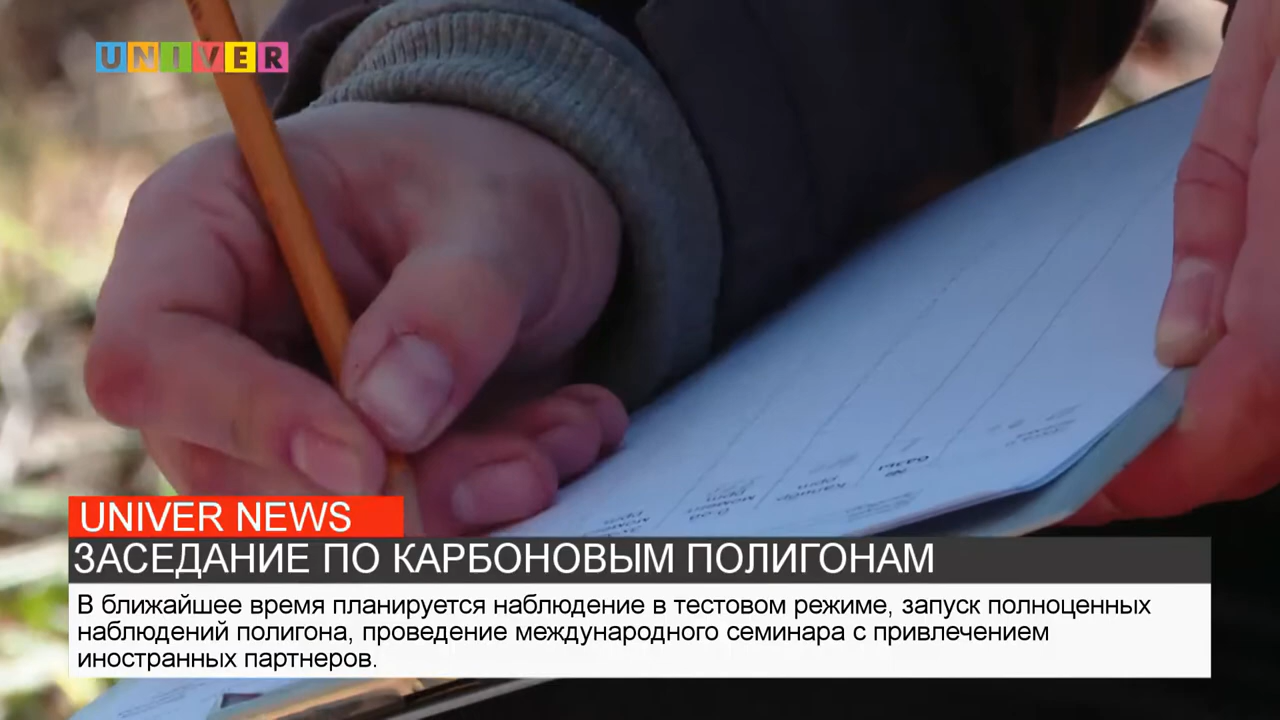 UNIVER
UNIVER NEWS
ЗАСЕДАНИЕ ПО КАРБОНОВЫМ ПОЛИГОНАМ
В ближайшее время планируется наблюдение в тестовом режиме, запуск полноценных
наблюдений полигона, проведение международного семинара с привлечением
иностранных партнеров.